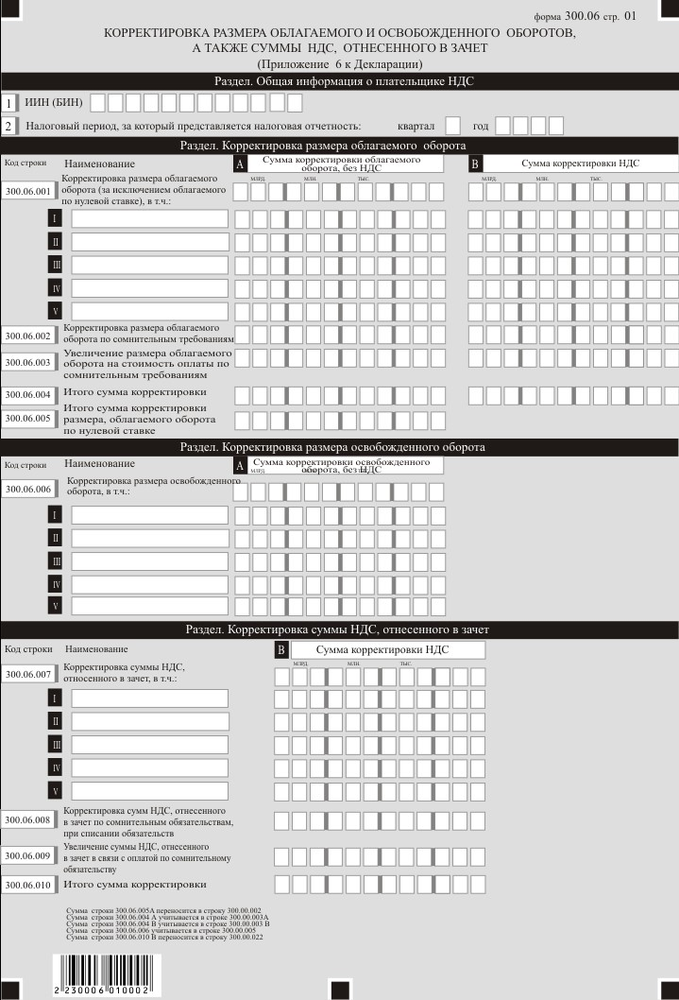 форма 300.06 стр. 01
КОРРЕКТИРОВКА РАЗМЕРА ОБЛАГАЕМОГО И ОСВОБОЖДЕННОГО ОБОРОТОВ,
А ТАКЖЕ СУММЫ НДС, ОТНЕСЕННОГО В ЗАЧЕТ
(Приложение 6 к Декларации)
Раздел. Общая информация о плательщике НДС
1 ИИН (БИН)
2 Налоговый период, за который представляется налоговая отчетность: квартал год
Раздел. Корректировка размера облагаемого оборота
Код строки Наименование A Сумма корректировки облагаемого оборота, без НДС B Сумма корректировки НДС
МЛРД. МЛН. ТЫС. МЛРД. МЛН. ТЫС.
300.06.001 Корректировка размера облагаемого
оборота (за исключением облагаемого
по нулевой ставке), в т.ч.:
I
II
III
IV
V
300.06.002 Корректировка размера облагаемого
оборота по сомнительным требованиям
300.06.003 Увеличение размера облагаемого
оборота на стоимость оплаты по
сомнительным требованиям
300.06.004 Итого сумма корректировки
300.06.005 Итого сумма корректировки
размера, облагаемого оборота
по нулевой ставке
Раздел. Корректировка размера освобожденного оборота
Код строки Наименование A Сумма корректировки освобожденного
оборота, без НДС
МЛРД.
300.06.006 Корректировка размера освобожденного
оборота, в т.ч.:
I
II
III
IV
V
Раздел. Корректировка суммы НДС, отнесенного в зачет
Код строки Наименование B Сумма корректировки НДС
МЛРД. МЛН. ТЫС.
300.06.007 Корректировка суммы НДС,
отноcенного в зачет, в т.ч.:
I
II
III
IV
V
300.06.008 Корректировка сумм НДС, отнесенного
в зачет по сомнительным обязательствам,
при списании обязательств
300.06.009 Увеличение суммы НДС, отнесенного
в зачет в связи с оплатой по сомнительному
обязательству
300.06.010 Итого сумма корректировки
Сумма строки 300.06.005А переносится в строку 300.00.002
Сумма строки 300.06.004 А учитывается в строке 300.00.003А
Сумма строки 300.06.004 В учитывается в строке 300.00.003 В
Сумма строки 300.06.006 учитывается в строке 300.00.005
Сумма строки 300.06.010 В переносится в строку 300.00.022
2 230006 010002